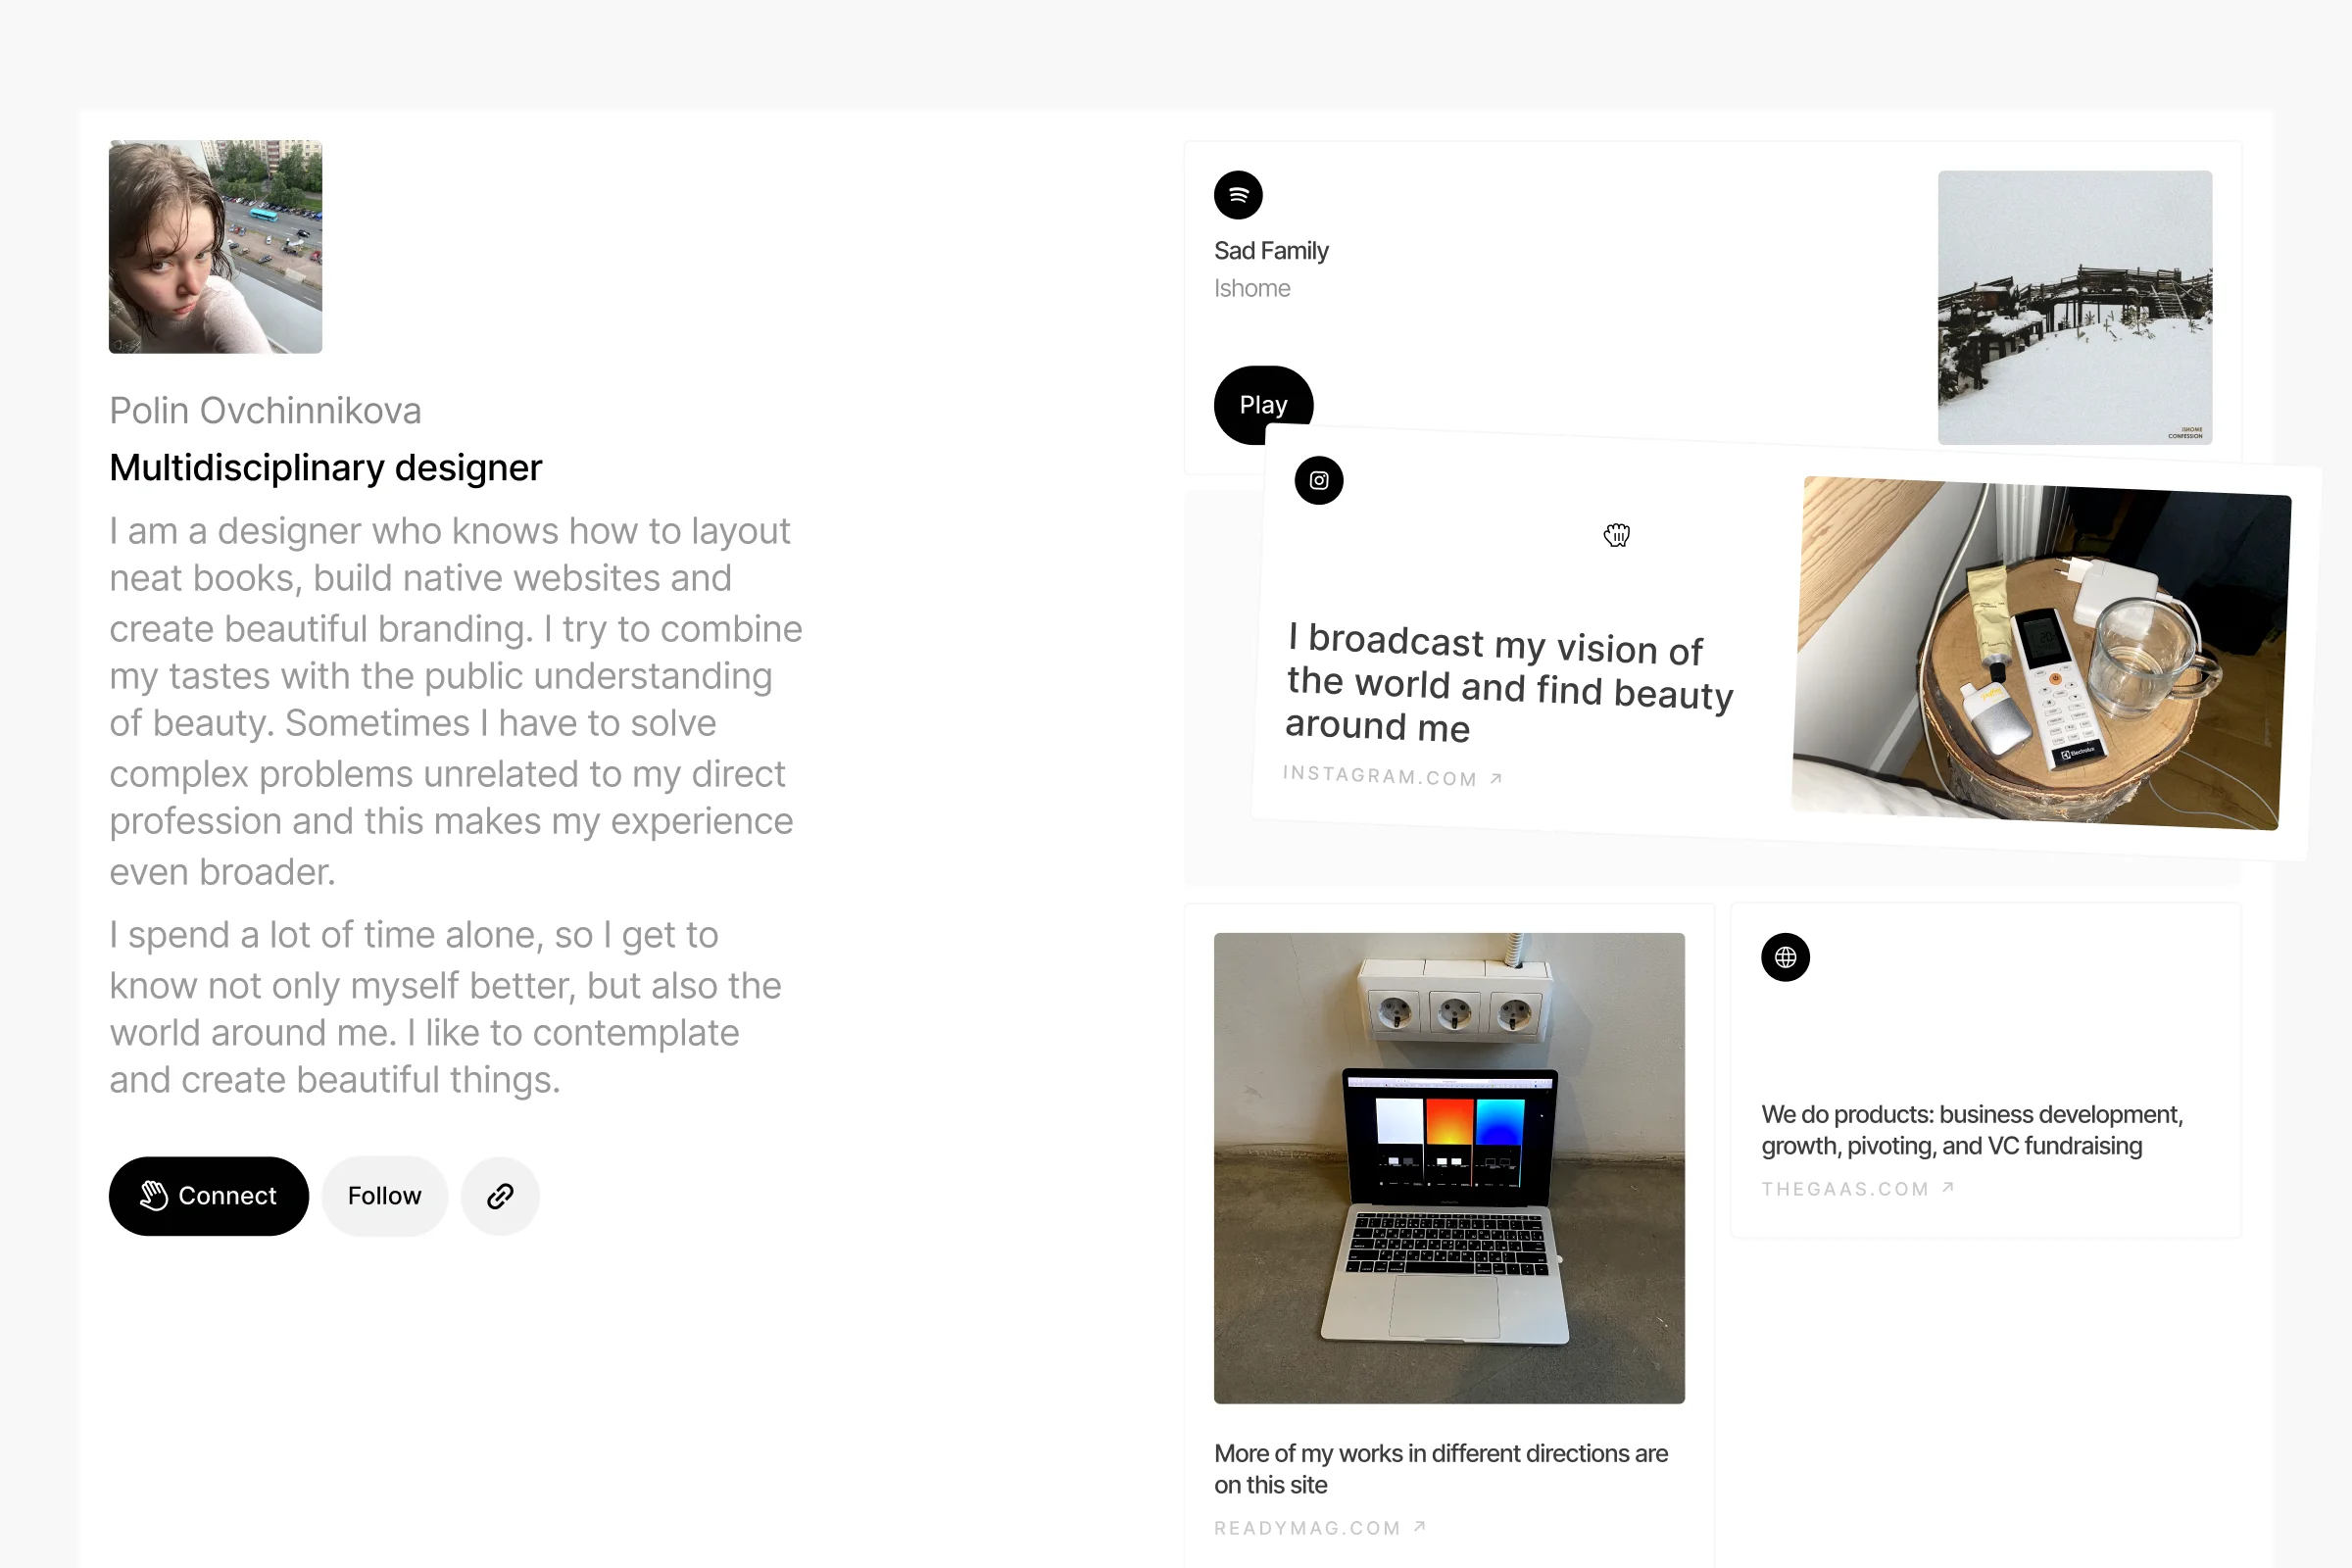 Polin Ovchinnikova
Multidisciplinary designer
I am a designer who knows how to layout
neat books, build native websites and
create beautiful branding. I try to combine
my tastes with the public understanding
of beauty. Sometimes I have to solve
complex problems unrelated to my direct
profession and this makes my experience
even broader.
I spend a lot of time alone, so I get to
know not only myself better, but also the
world around me. I like to contemplate
and create beautiful things.
Connect
Follow
Sad Family
Ishome
Play
ISHOME
CONFESSION
I broadcast my vision of
the world and find beauty
around me
INSTAGRAM.COM ↗
Electrolux
More of my works in different directions are
on this site
READYMAG.COM ↗
We do products: business development,
growth, pivoting, and VC fundraising
THEGAAS.COM ↗